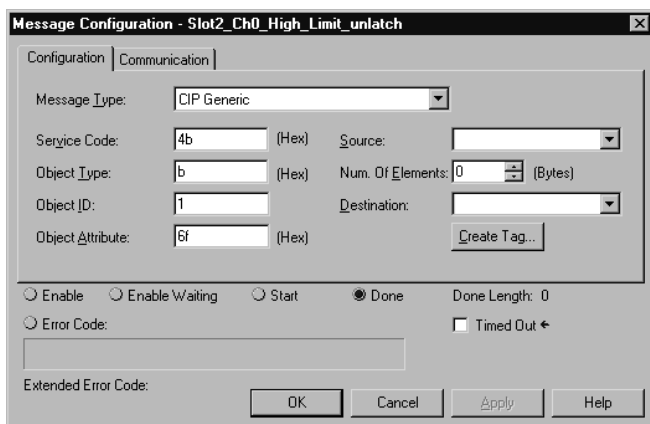 Message Configuration - Slot2_Ch0_High_Limit_unlatch
Configuration Communication
Message Type: CIP Generic
Service Code: 4b (Hex) Source:
Object Type: b (Hex) Num. Of Elements: 0 (Bytes)
Object ID: 1 Destination:
Object Attribute: 6f (Hex) Create Tag...
Enable Enable Waiting Start Done Done Length: 0
Error Code: Timed Out ←
Extended Error Code:
OK Cancel Apply Help